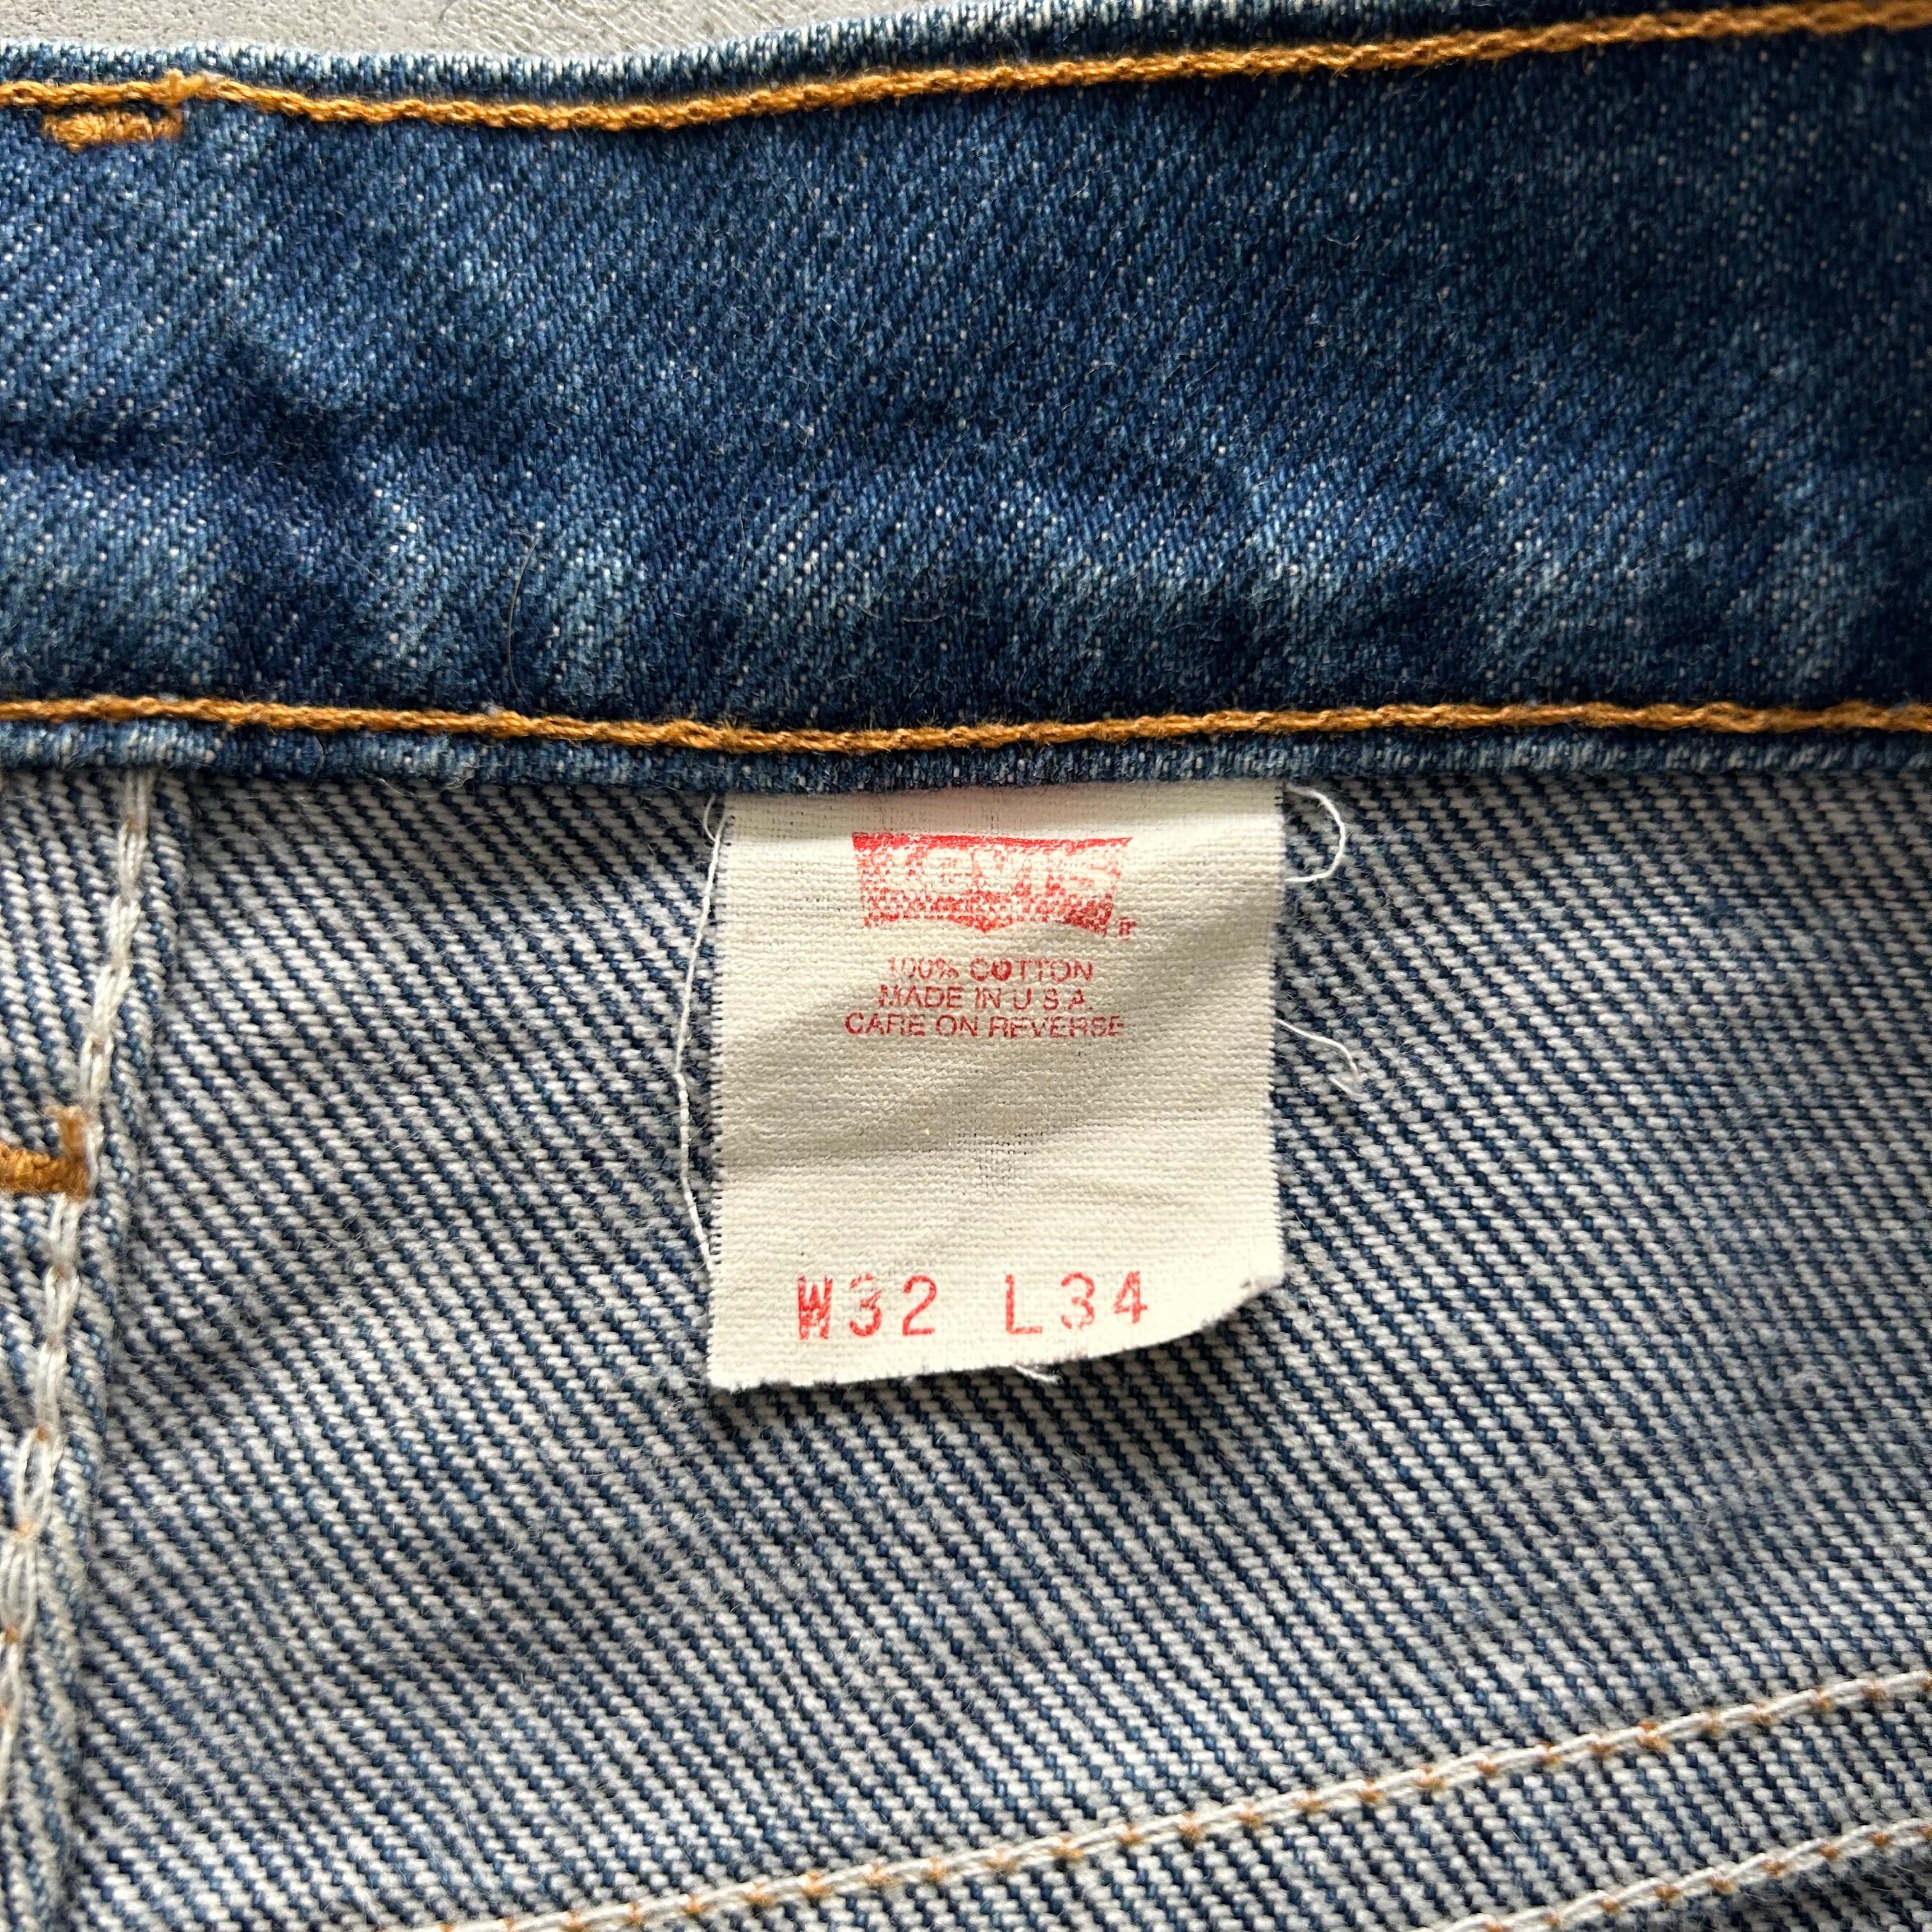 Levi's
100% COTTON
MADE IN U.S.A.
CARE ON REVERSE
W32 L34